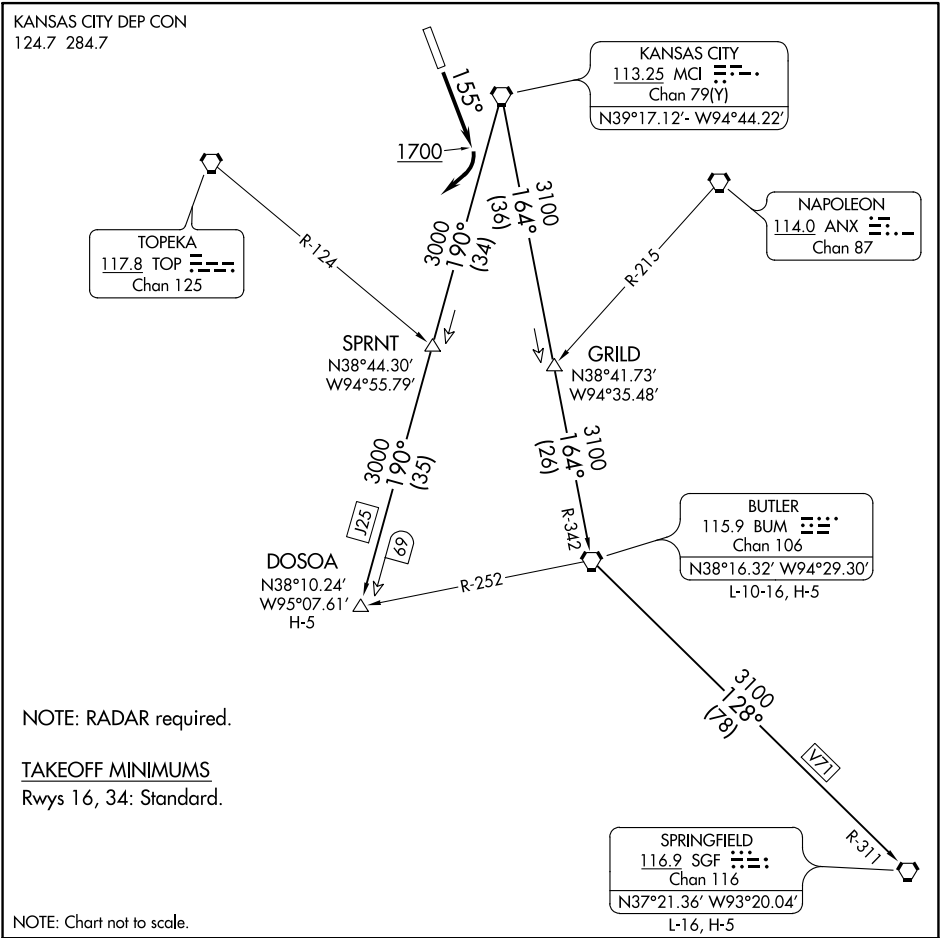 KANSAS CITY DEP CON
124.7 284.7
KANSAS CITY
113.25 MCI
Chan 79(Y)
N39°17.12'- W94°44.22'
155°
1700
TOPEKA
117.8 TOP
Chan 125
R-124
3000
190°
(34)
3100
164°
(36)
NAPOLEON
114.0 ANX
Chan 87
R-215
SPRNT
N38°44.30'
W94°55.79'
GRILD
N38°41.73'
W94°35.48'
3000
190°
(35)
3100
164°
(26)
J25
69
R-342
BUTLER
115.9 BUM
Chan 106
N38°16.32' W94°29.30'
L-10-16, H-5
DOSOA
N38°10.24'
W95°07.61'
H-5
R-252
3100
128°
(78)
V71
R-311
NOTE: RADAR required.
TAKEOFF MINIMUMS
Rwys 16, 34: Standard.
SPRINGFIELD
116.9 SGF
Chan 116
N37°21.36' W93°20.04'
L-16, H-5
NOTE: Chart not to scale.